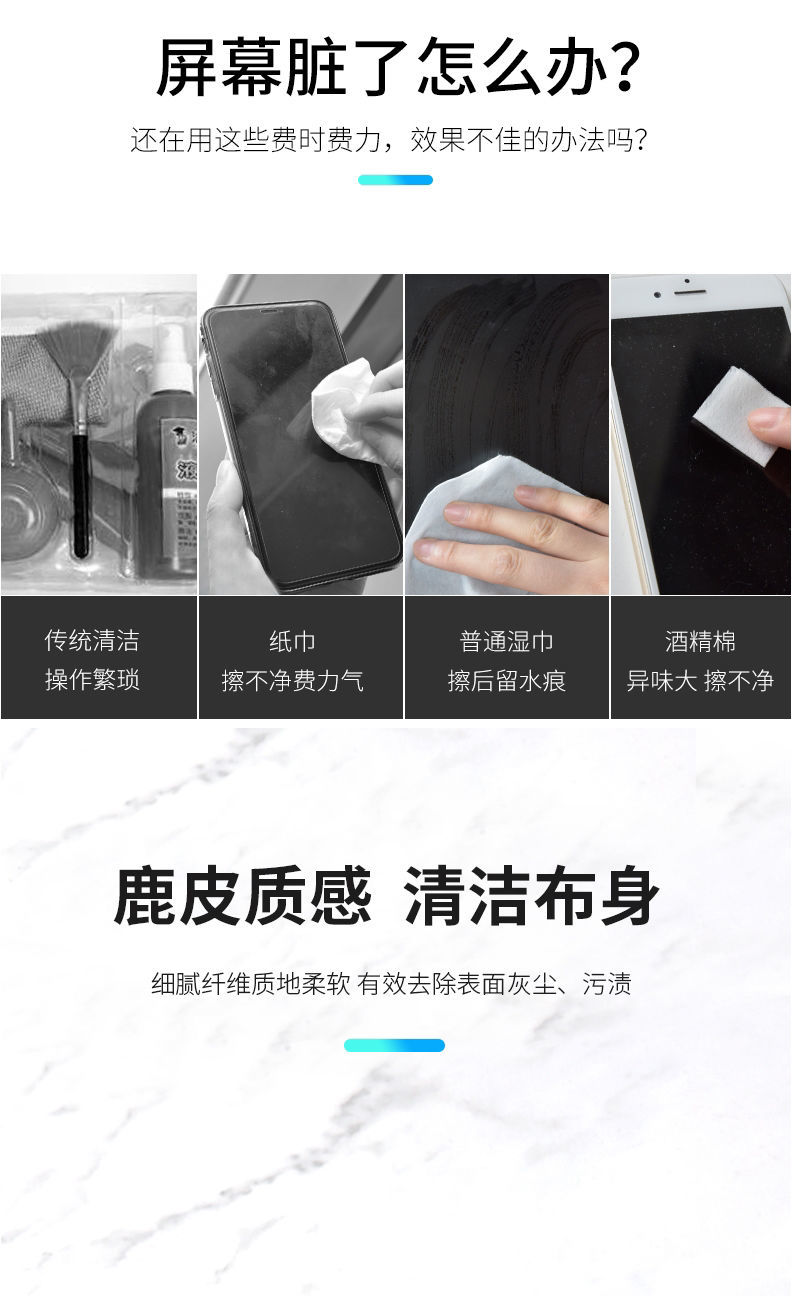 屏幕脏了怎么办？
还在用这些费时费力，效果不佳的办法吗？
液
传统清洁
操作繁琐
纸巾
擦不净费力气
普通湿巾
擦后留水痕
酒精棉
异味大 擦不净
鹿皮质感 清洁布身
细腻纤维质地柔软 有效去除表面灰尘、污渍